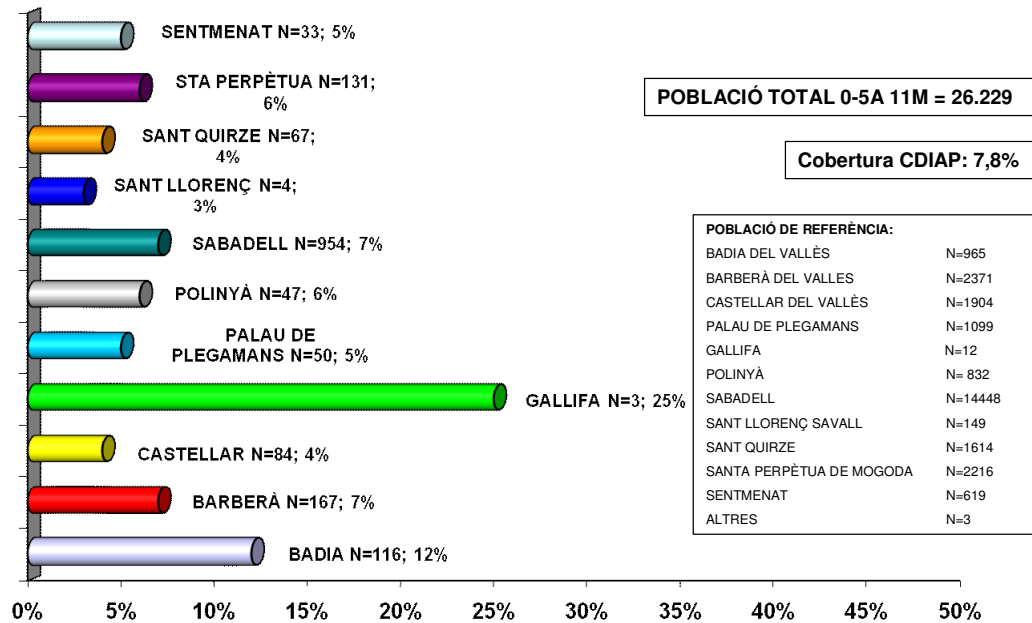 SENTMENAT N=33; 5%
STA PERPÈTUA N=131;
6%
SANT QUIRZE N=67;
4%
SANT LLORENÇ N=4;
3%
SABADELL N=954; 7%
POLINYÀ N=47; 6%
PALAU DE
PLEGAMANS N=50; 5%
GALLIFA N=3; 25%
CASTELLAR N=84; 4%
BARBERÀ N=167; 7%
BADIA N=116; 12%
0% 5% 10% 15% 20% 25% 30% 35% 40% 45% 50%
POBLACIÓ TOTAL 0-5A 11M = 26.229
Cobertura CDIAP: 7,8%
POBLACIÓ DE REFERÈNCIA:
BADIA DEL VALLÈS N=965
BARBERÀ DEL VALLES N=2371
CASTELLAR DEL VALLÈS N=1904
PALAU DE PLEGAMANS N=1099
GALLIFA N=12
POLINYÀ N= 832
SABADELL N=14448
SANT LLORENÇ SAVALL N=149
SANT QUIRZE N=1614
SANTA PERPÈTUA DE MOGODA N=2216
SENTMENAT N=619
ALTRES N=3